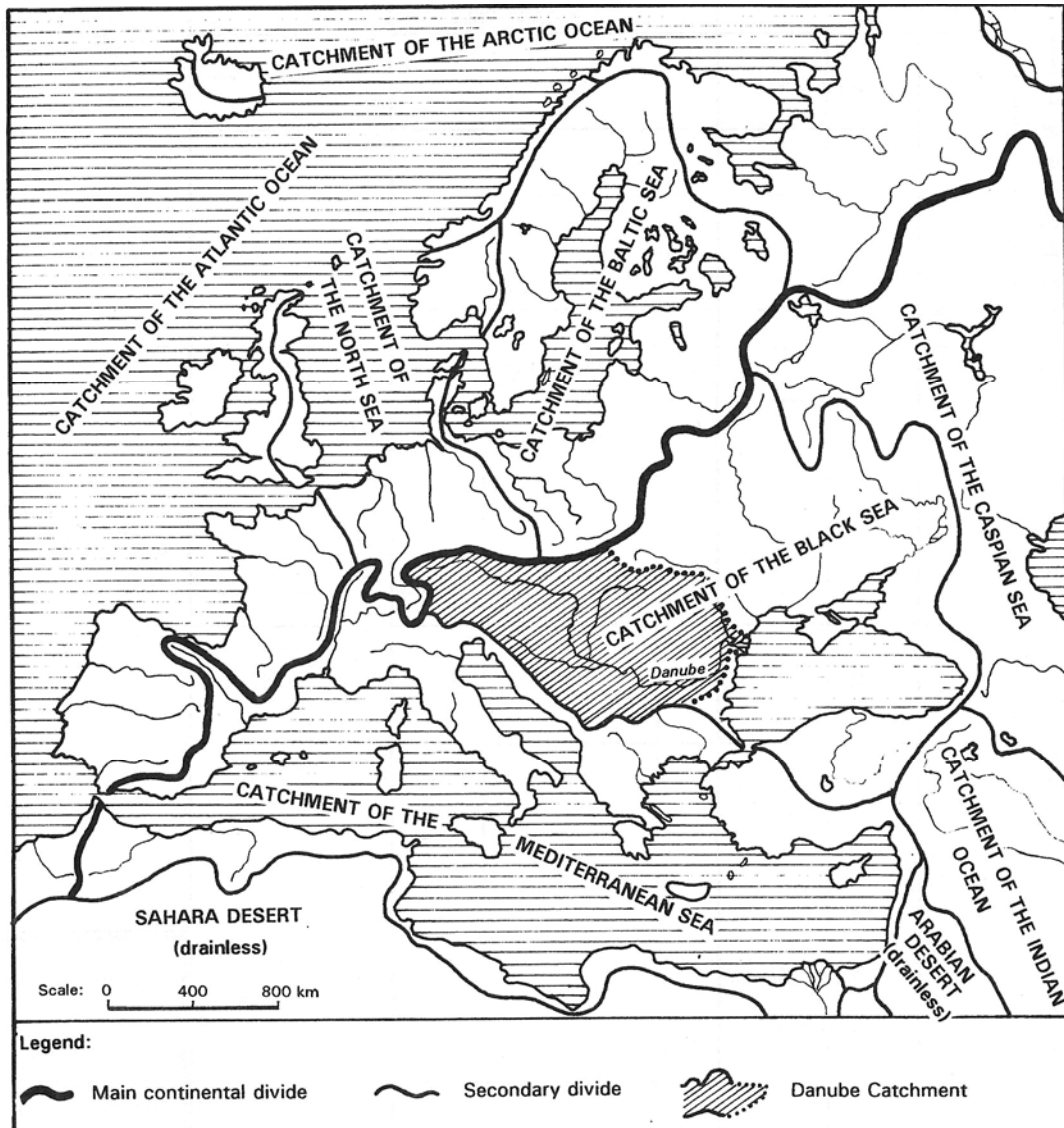 CATCHMENT OF THE ARCTIC OCEAN
CATCHMENT OF THE ATLANTIC OCEAN
CATCHMENT OF
THE NORTH SEA
CATCHMENT OF THE BALTIC SEA
CATCHMENT OF THE CASPIAN SEA
CATCHMENT OF THE BLACK SEA
Danube
CATCHMENT OF THE
MEDITERRANEAN SEA
CATCHMENT OF THE INDIAN
OCEAN
ARABIAN
DESERT
(drainless)
SAHARA DESERT
(drainless)
Scale: 0 400 800 km
Legend:
Main continental divide Secondary divide Danube Catchment